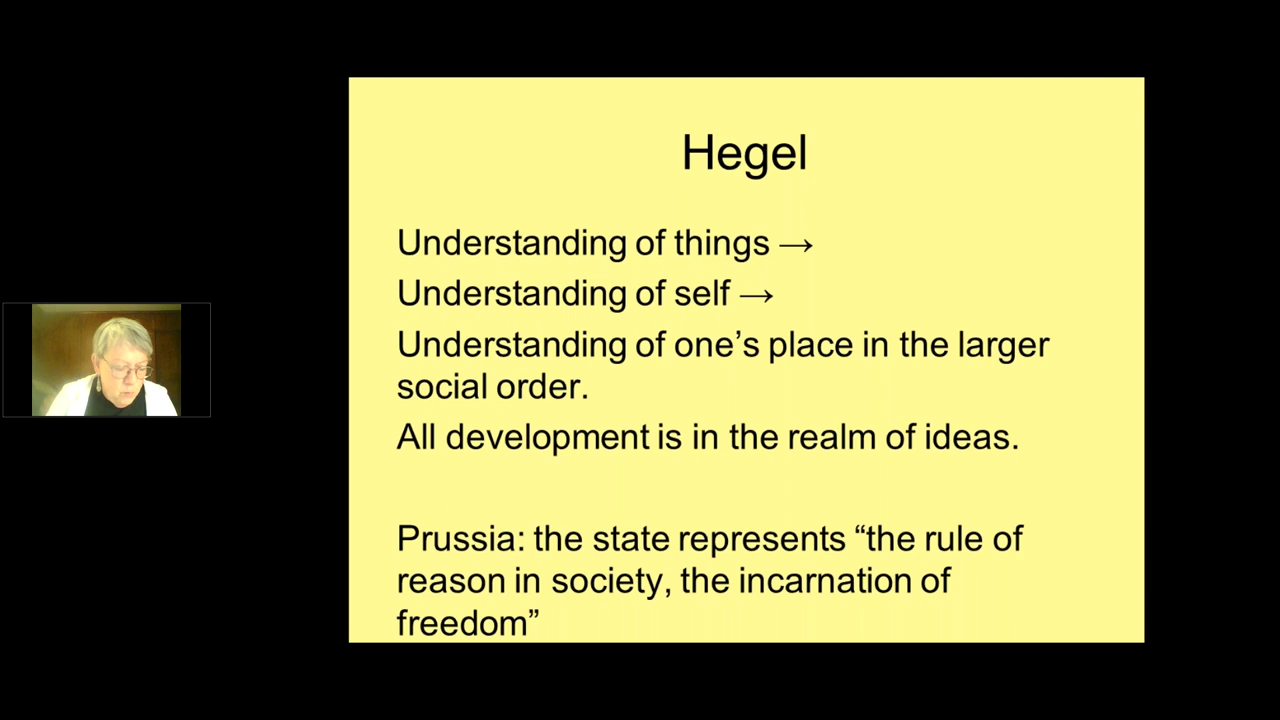 Hegel
Understanding of things →
Understanding of self →
Understanding of one’s place in the larger
social order.
All development is in the realm of ideas.
Prussia: the state represents “the rule of
reason in society, the incarnation of
freedom”